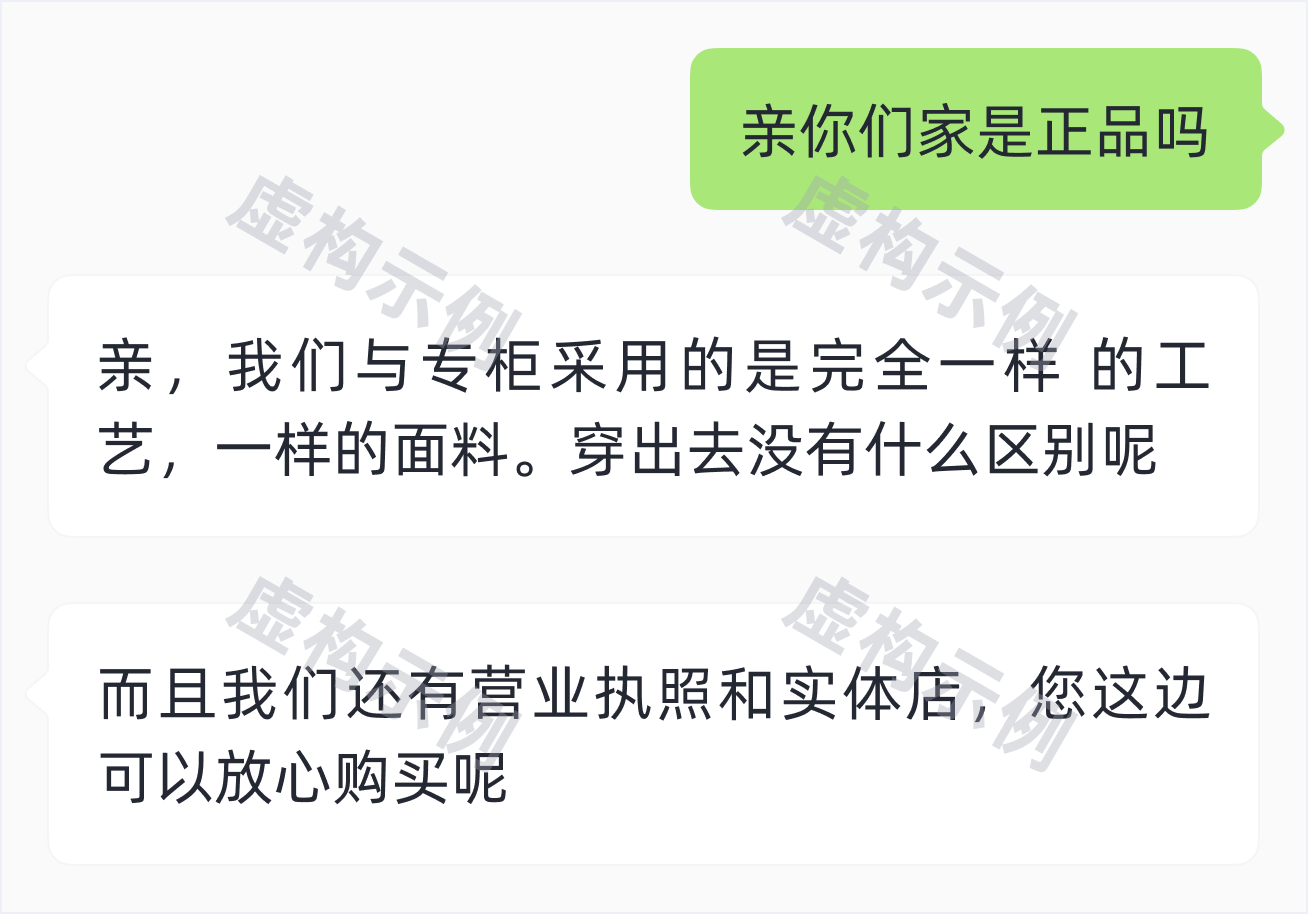 亲你们家是正品吗
亲，我们与专柜采用的是完全一样 的工
艺，一样的面料。穿出去没有什么区别呢
而且我们还有营业执照和实体店，您这边
可以放心购买呢
虚构示例
虚构示例
虚构示例
虚构示例